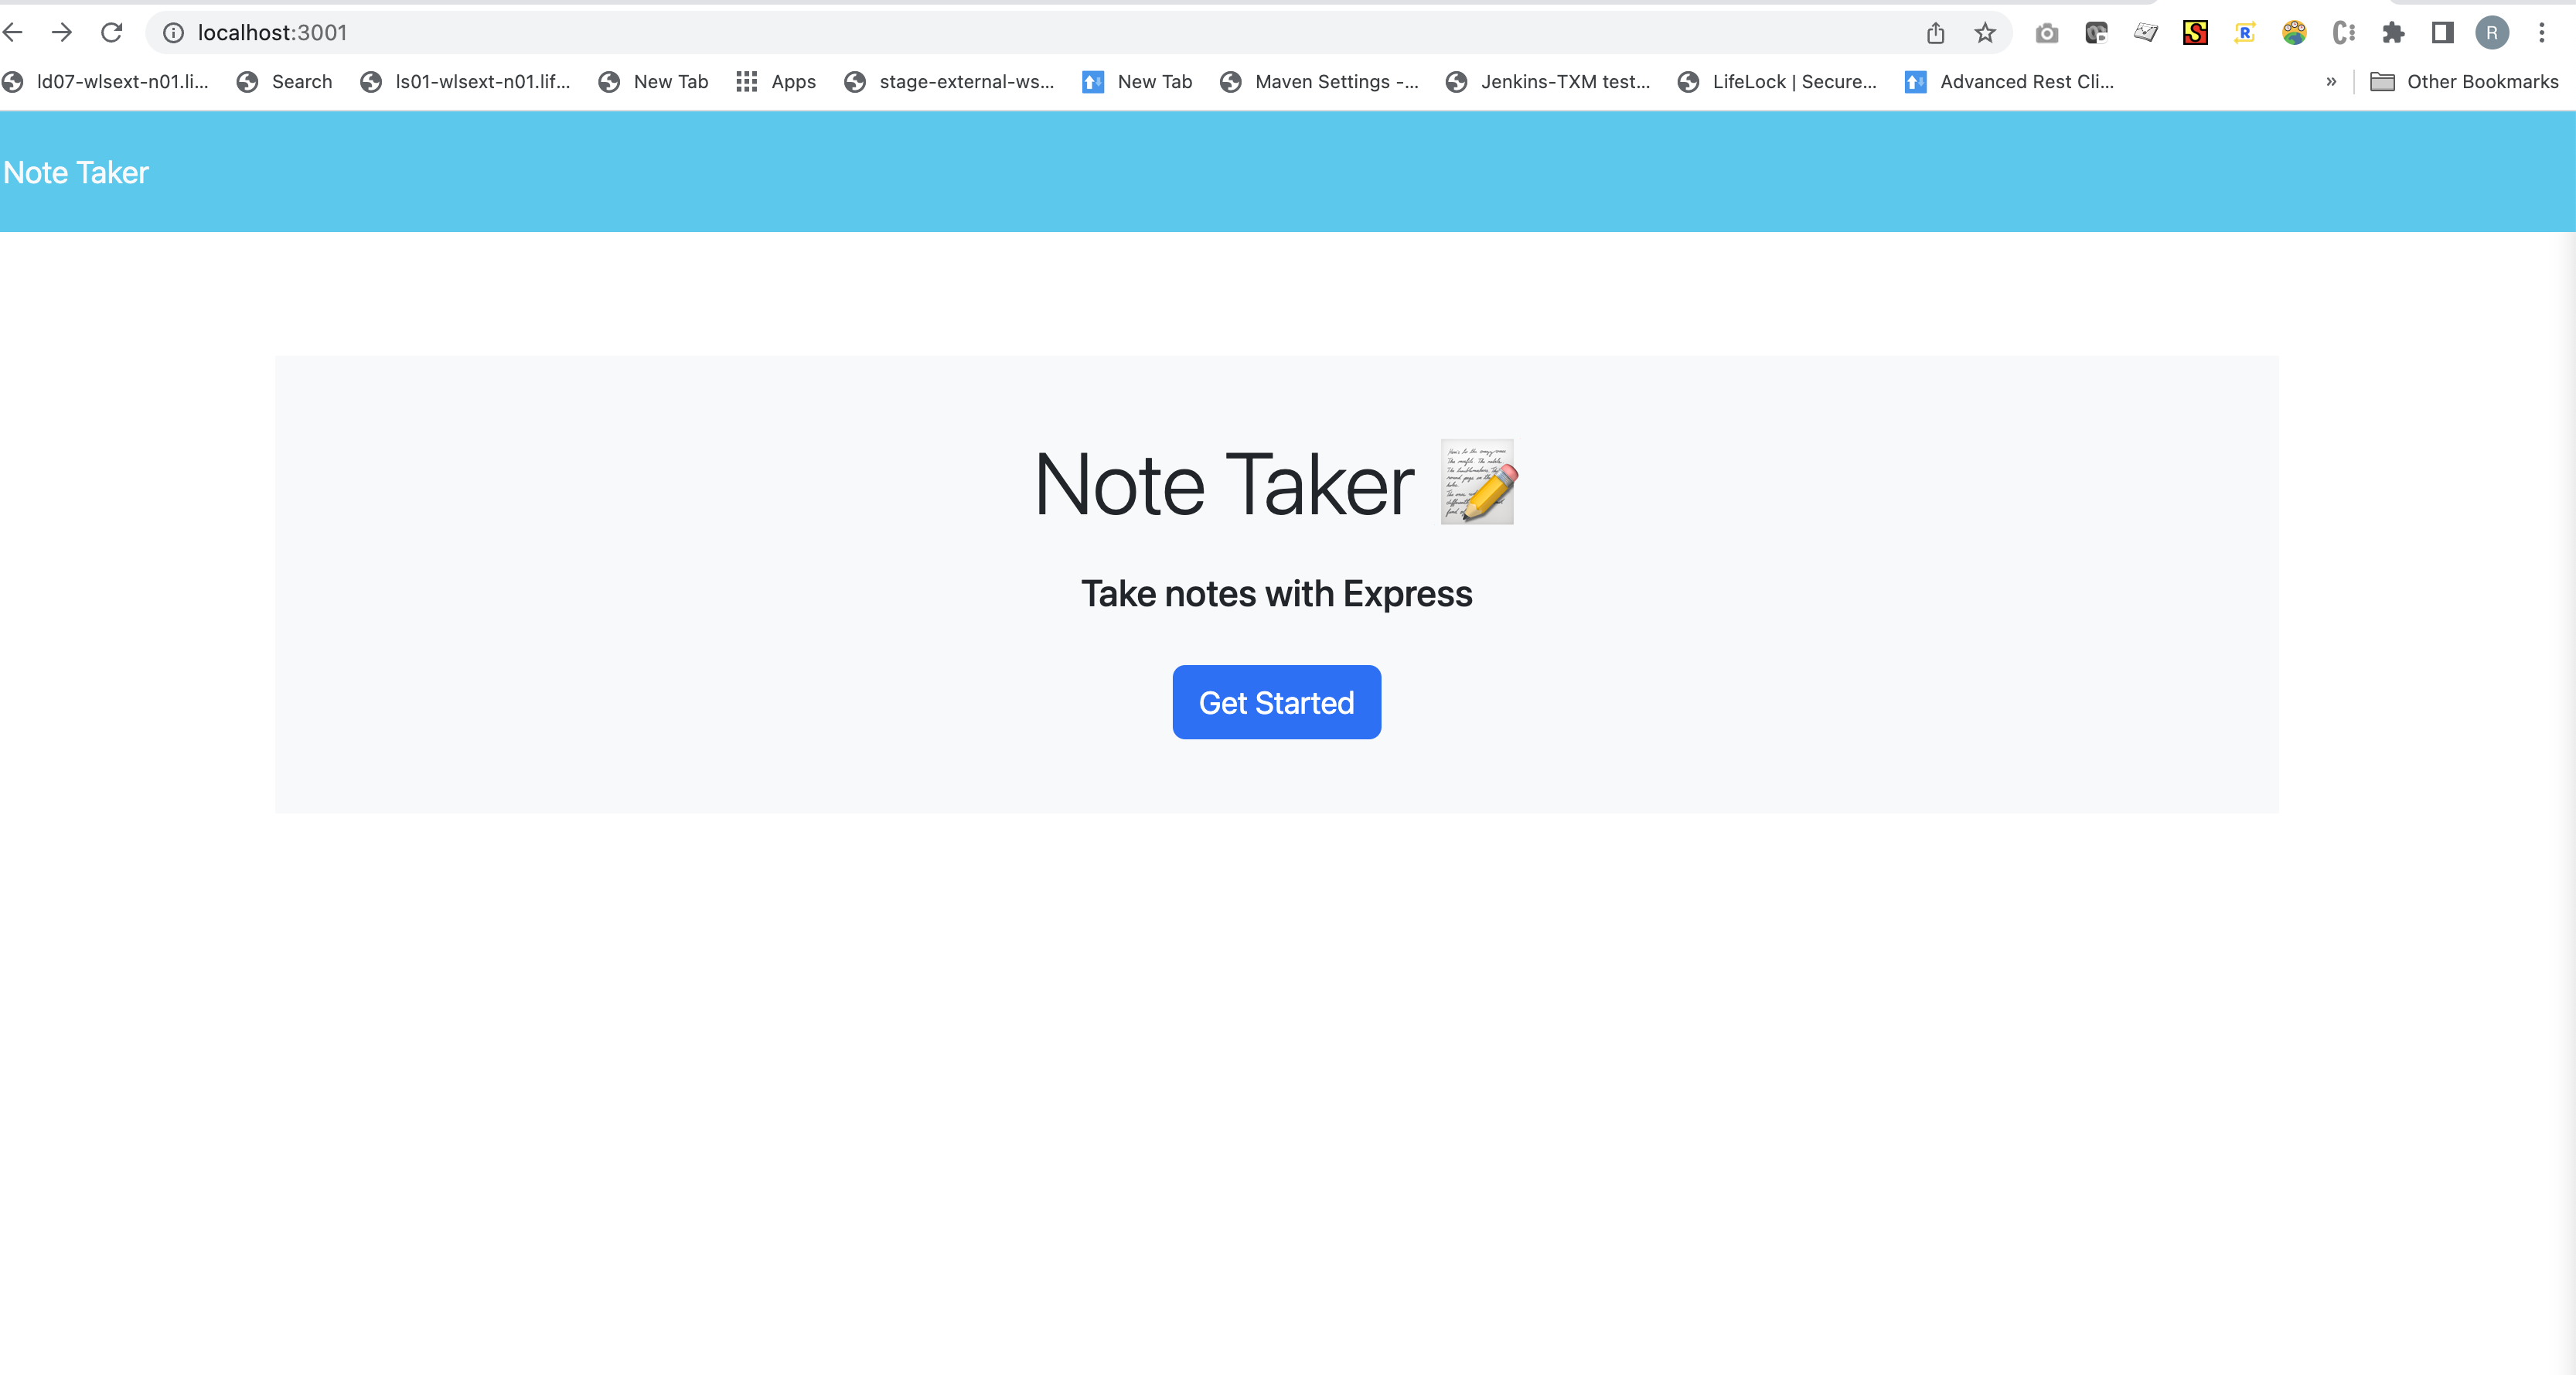 localhost:3001
ld07-wlsext-n01.li... Search ls01-wlsext-n01.lif... New Tab Apps stage-external-ws... New Tab Maven Settings -... Jenkins-TXM test... LifeLock | Secure... Advanced Rest Cli... » Other Bookmarks
Note Taker
Note Taker
Take notes with Express
Get Started
R